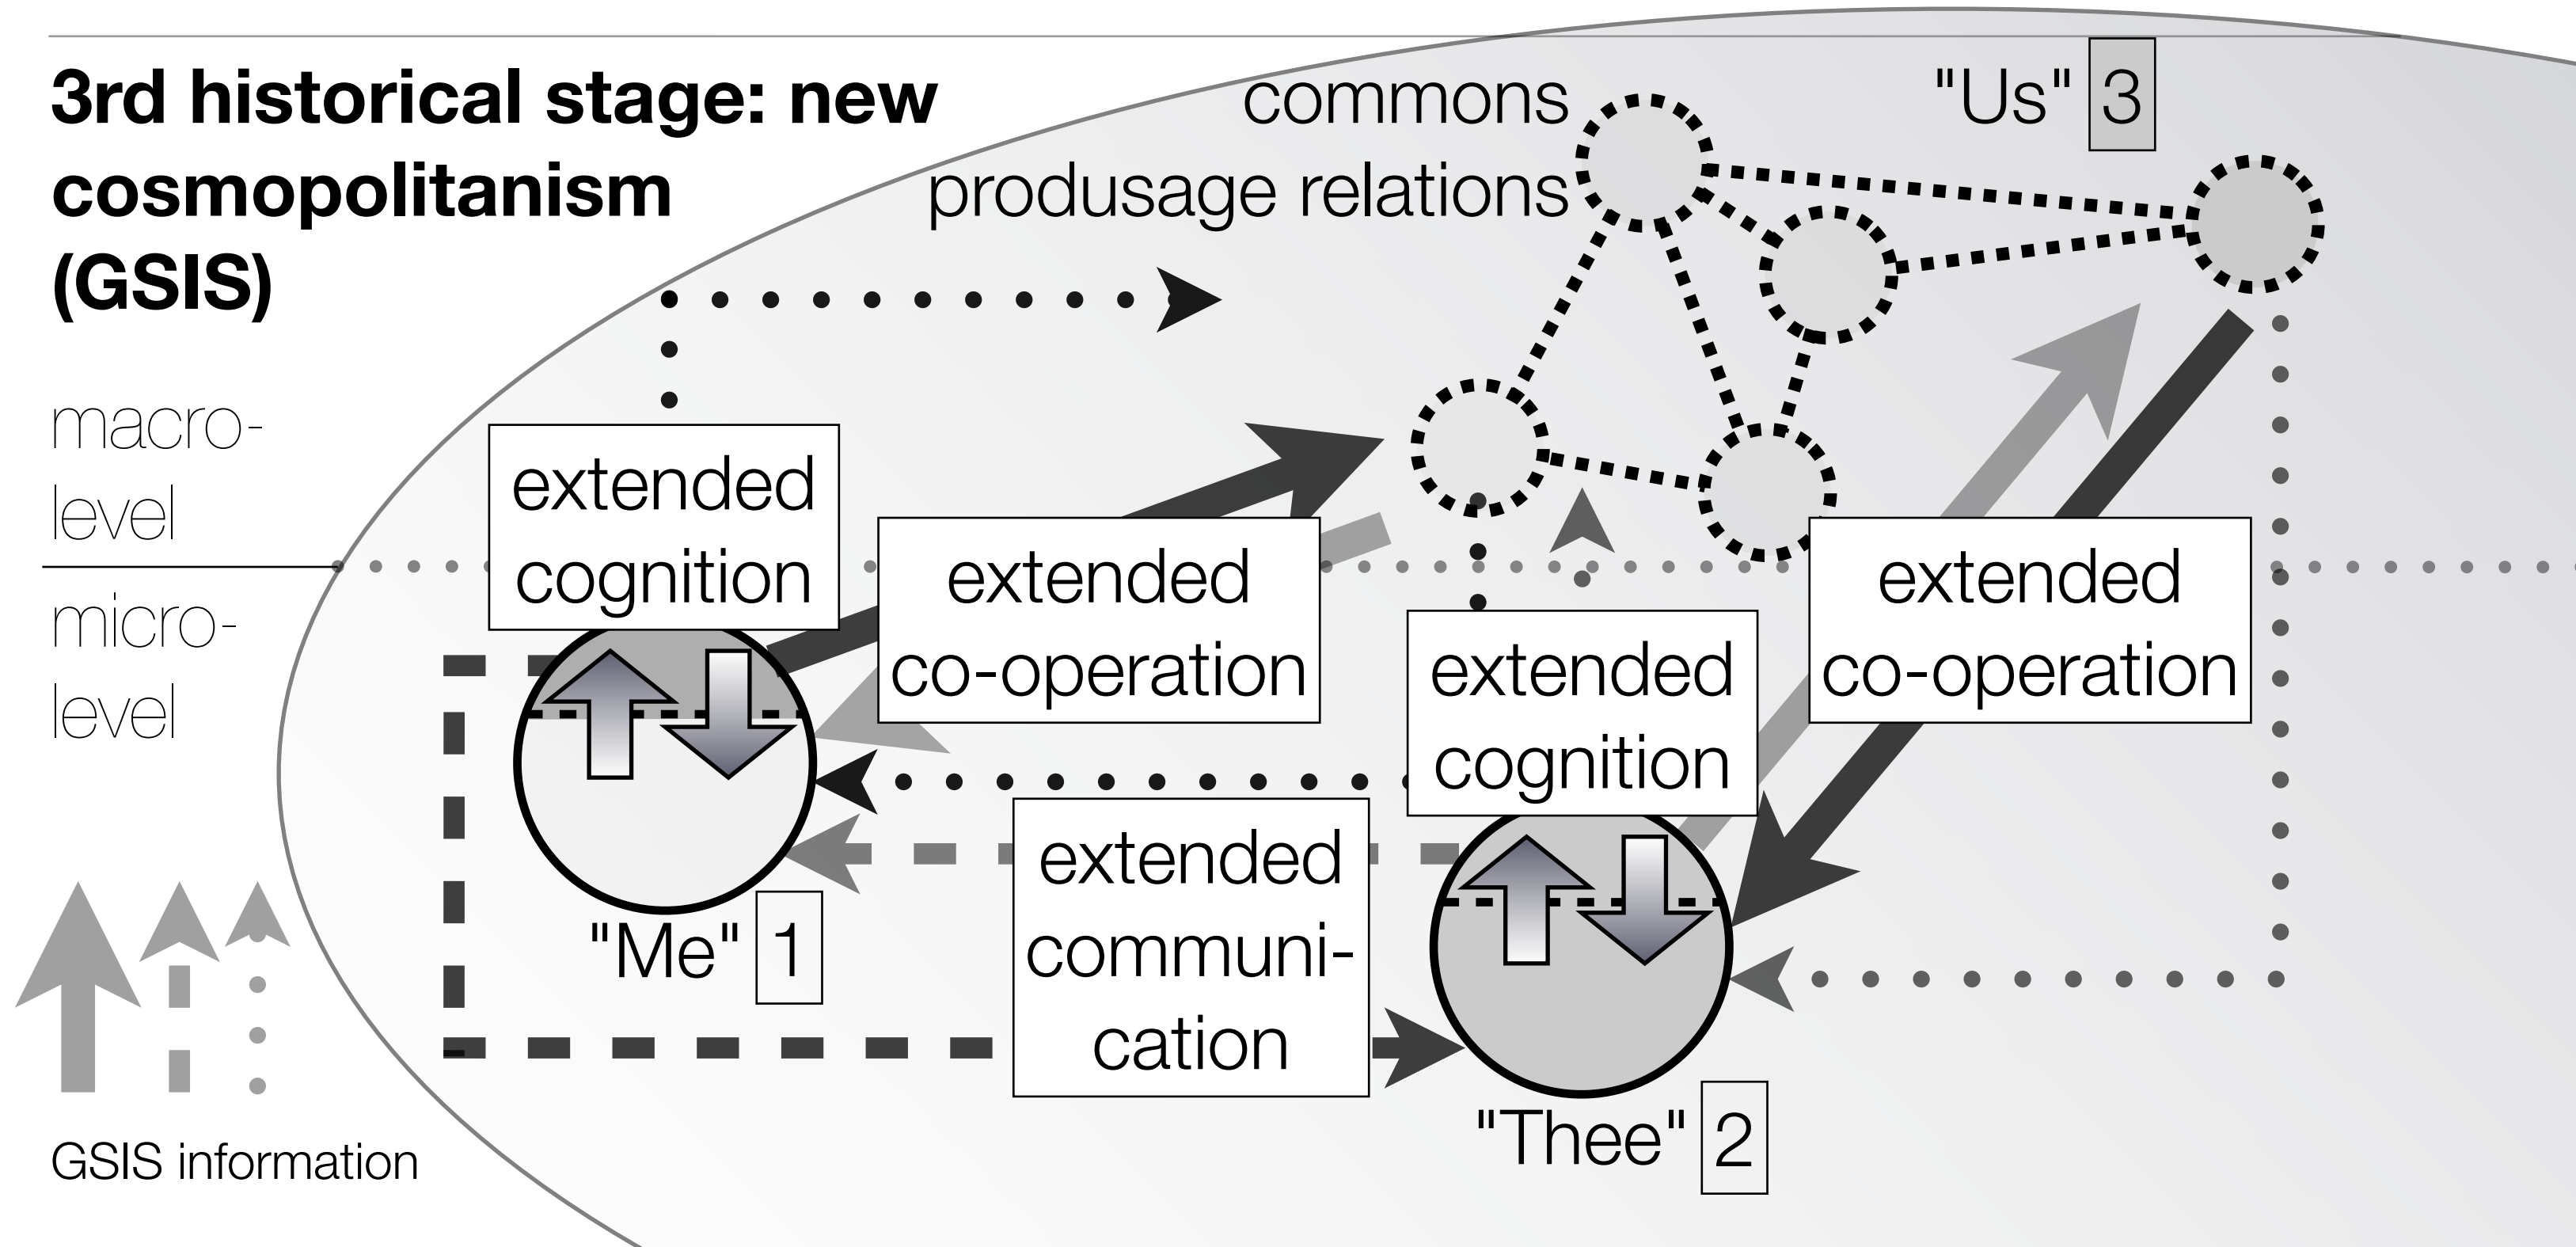 3rd historical stage: new
cosmopolitanism
(GSIS)
commons
produsage relations
"Us" 3
macro-
level
micro-
level
extended
cognition
extended
co-operation
extended
cognition
extended
co-operation
extended
communi-
cation
"Me" 1
"Thee" 2
GSIS information